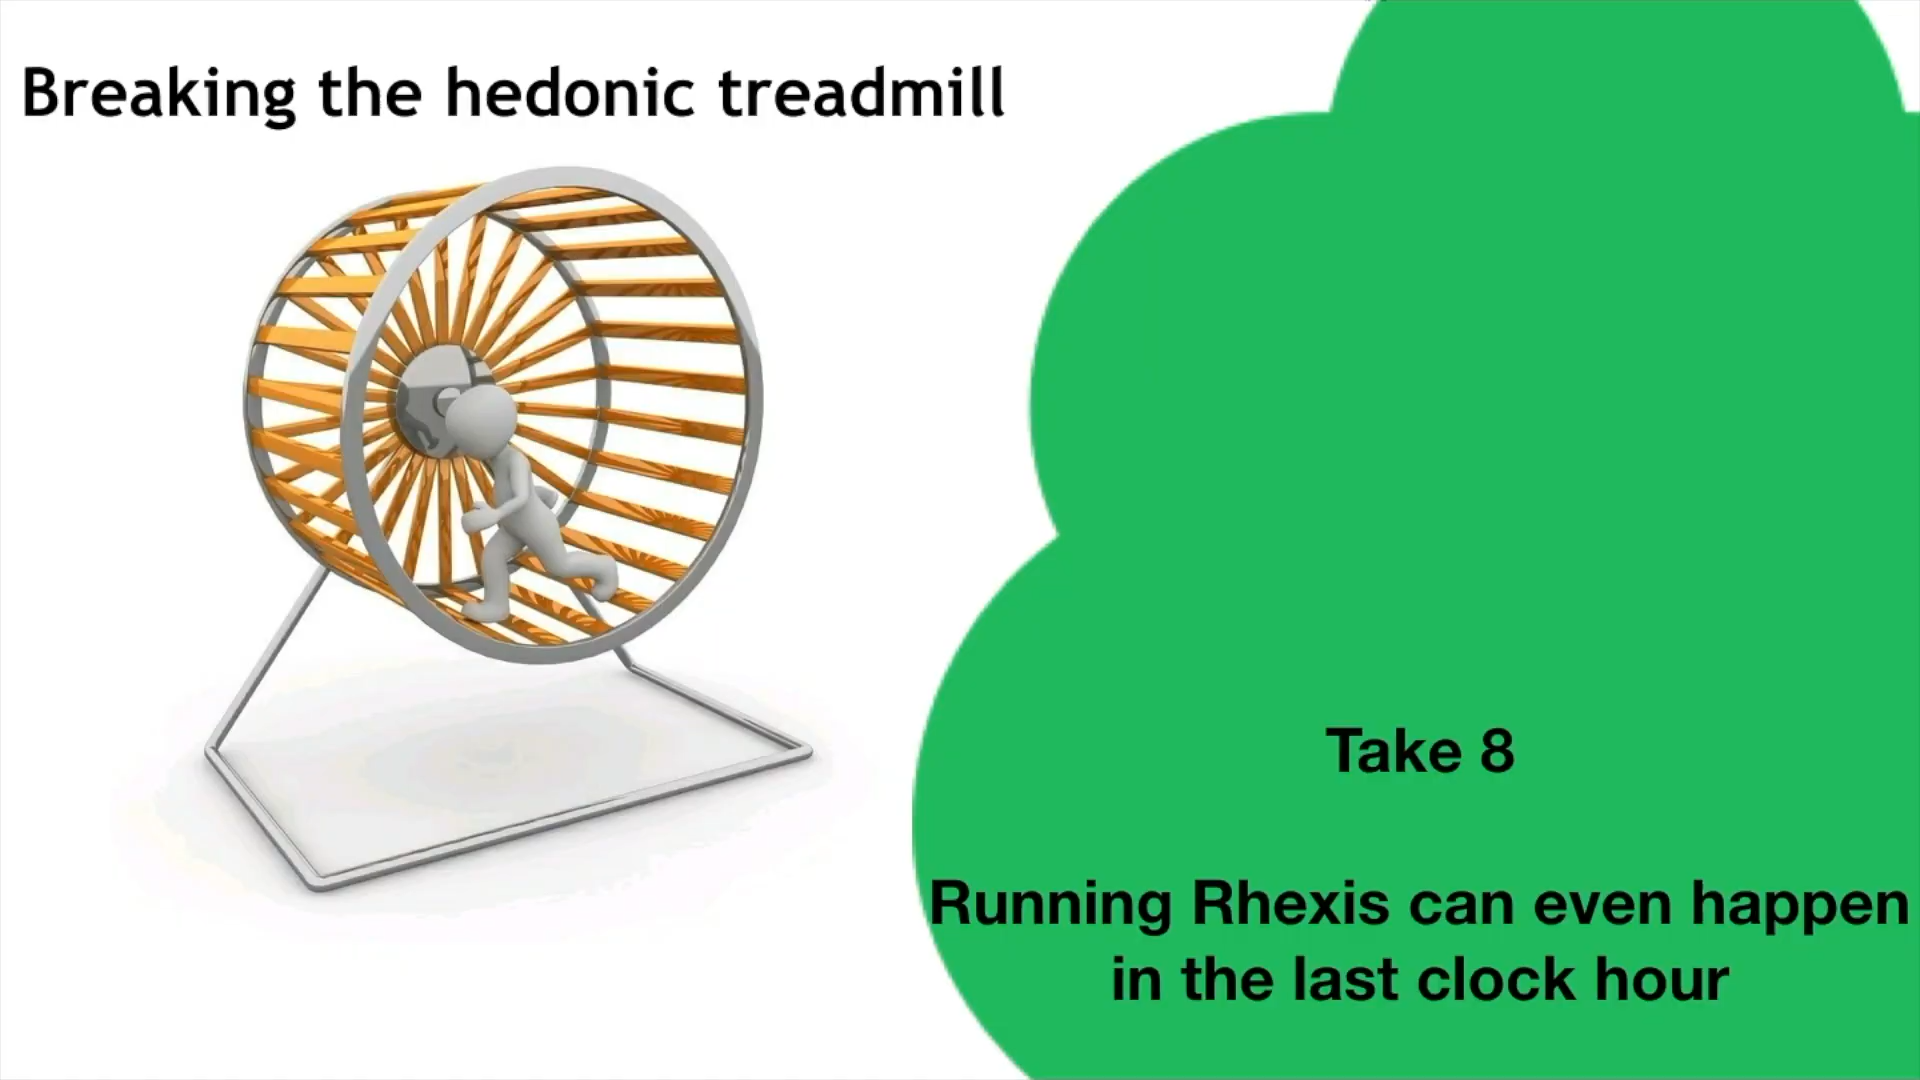 Breaking the hedonic treadmill
Take 8
Running Rhexis can even happen
in the last clock hour